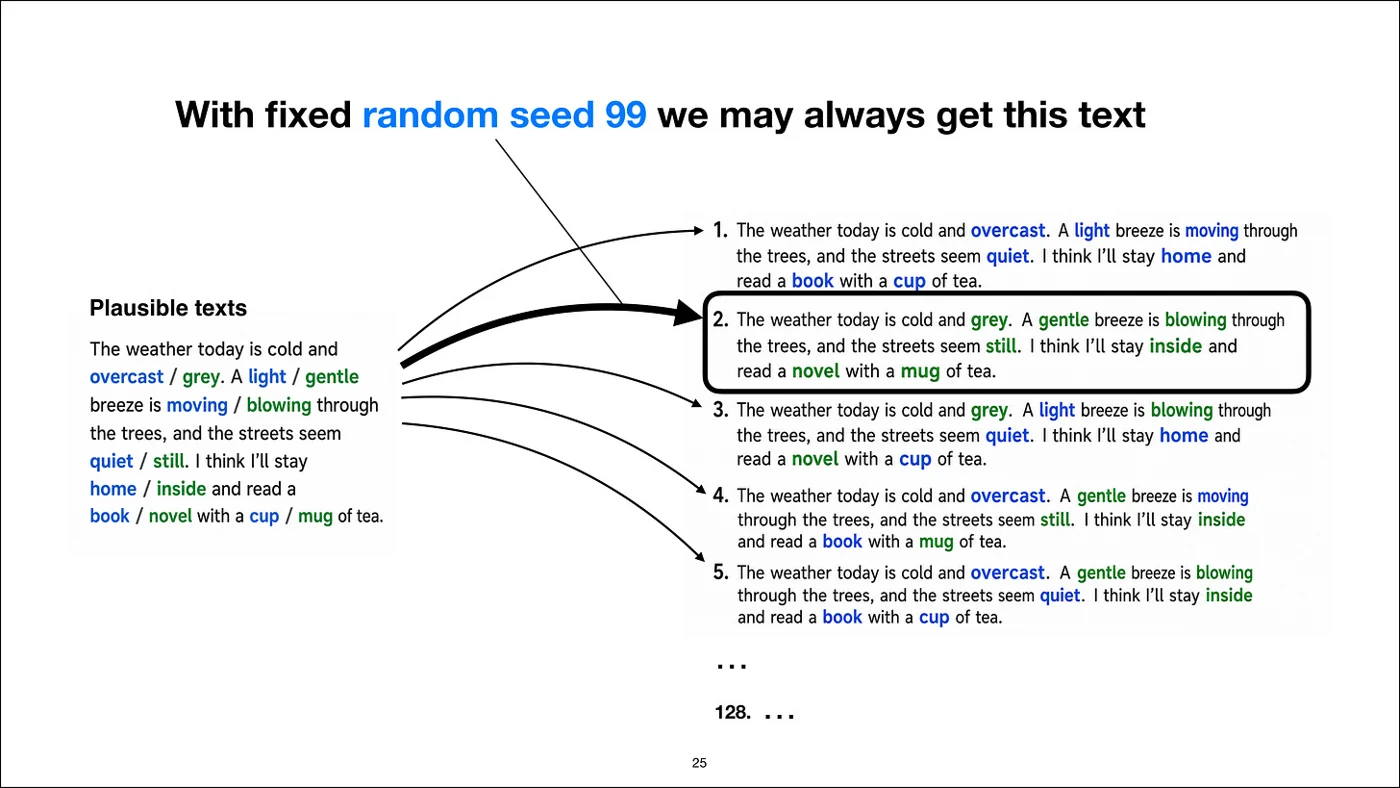 With fixed random seed 99 we may always get this text
Plausible texts
The weather today is cold and
overcast / grey. A light / gentle
breeze is moving / blowing through
the trees, and the streets seem
quiet / still. I think I'll stay
home / inside and read a
book / novel with a cup / mug of tea.
1. The weather today is cold and overcast. A light breeze is moving through
the trees, and the streets seem quiet. I think I'll stay home and
read a book with a cup of tea.
2. The weather today is cold and grey. A gentle breeze is blowing through
the trees, and the streets seem still. I think I'll stay inside and
read a novel with a mug of tea.
3. The weather today is cold and grey. A light breeze is blowing through
the trees, and the streets seem quiet. I think I'll stay home and
read a novel with a cup of tea.
4. The weather today is cold and overcast. A gentle breeze is moving
through the trees, and the streets seem still. I think I'll stay inside
and read a book with a mug of tea.
5. The weather today is cold and overcast. A gentle breeze is blowing
through the trees, and the streets seem quiet. I think I'll stay inside
and read a book with a cup of tea.
...
128. ...
25